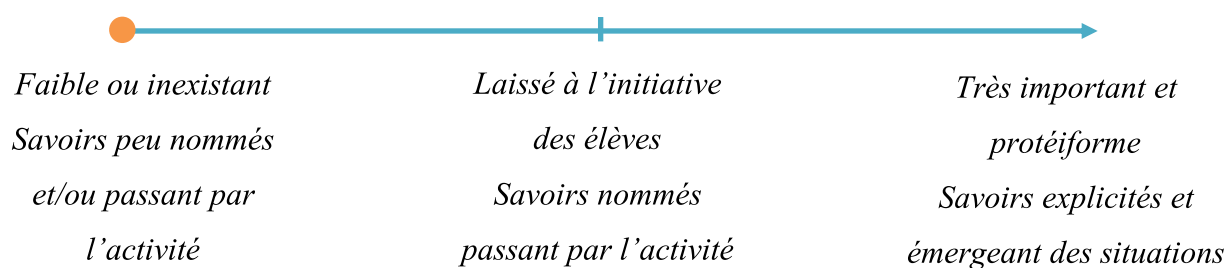 Faible ou inexistant
Savoirs peu nommés
et/ou passant par
l’activité
Laissé à l’initiative
des élèves
Savoirs nommés
passant par l’activité
Très important et
protéiforme
Savoirs explicités et
émergeant des situations